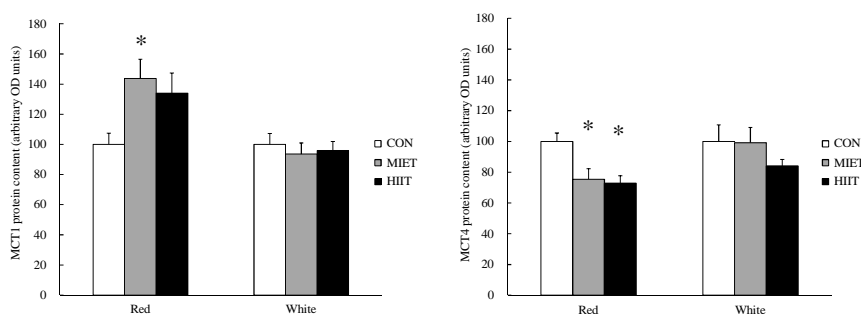 MCT1 protein content (arbitrary OD units)
180
160
140
120
100
80
60
40
20
0
*
Red
White
CON
MIET
HIIT
MCT4 protein content (arbitrary OD units)
180
160
140
120
100
80
60
40
20
0
* *
Red
White
CON
MIET
HIIT